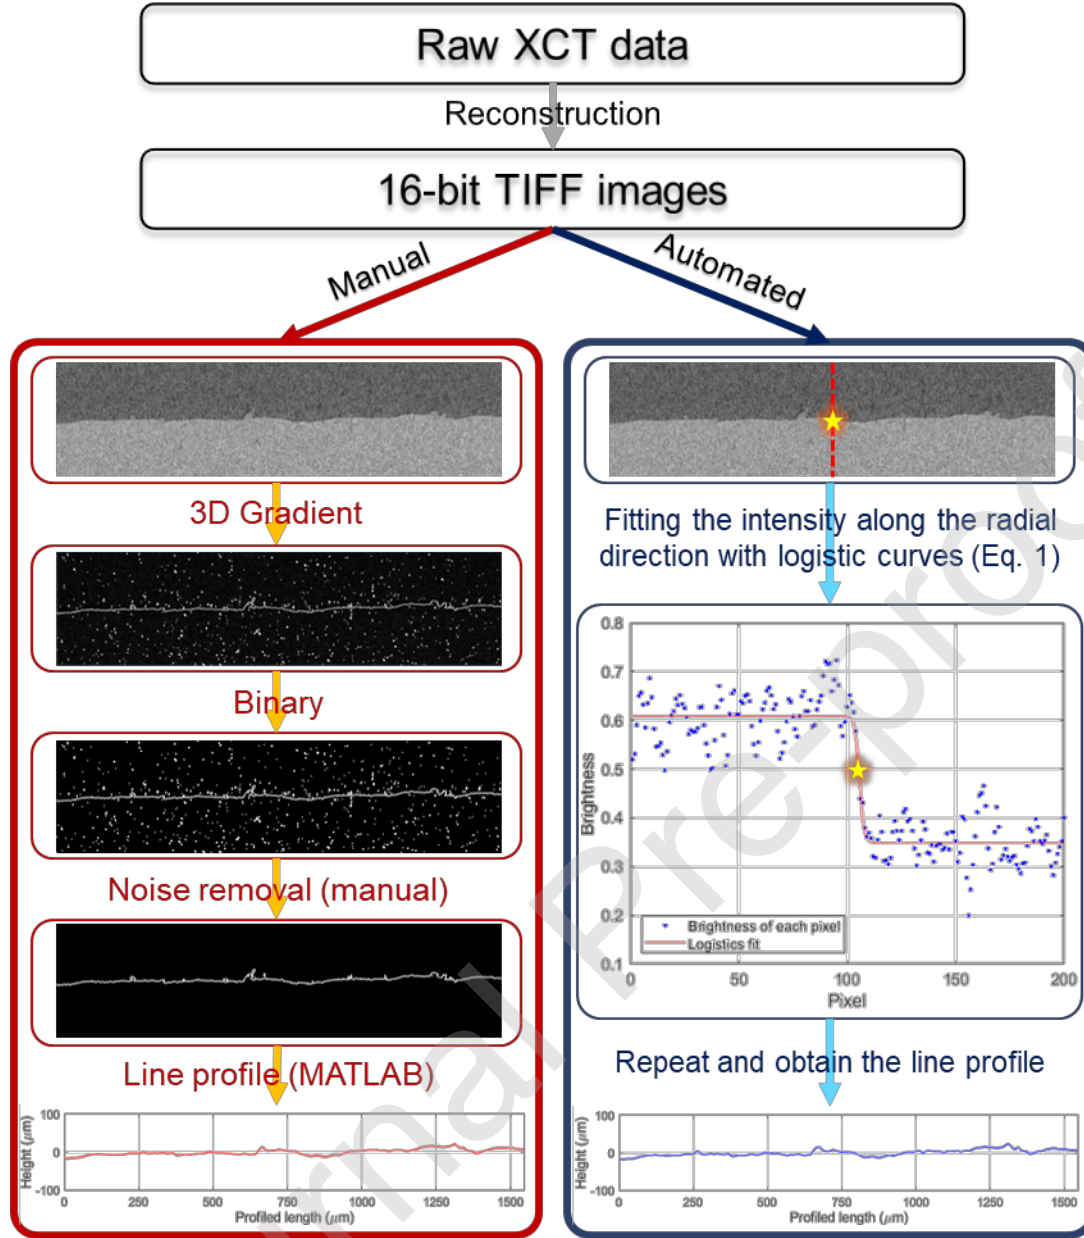 Raw XCT data
Reconstruction
16-bit TIFF images
Manual
Automated
3D Gradient
Binary
Noise removal (manual)
Line profile (MATLAB)
Height (μm)
100
0
-100
0
250
500
750
1000
1250
1500
Profiled length (μm)
Fitting the intensity along the radial
direction with logistic curves (Eq. 1)
Brightness
0.8
0.7
0.6
0.5
0.4
0.3
0.2
0.1
Brightness of each pixel
Logistics fit
0
50
100
150
200
Pixel
Repeat and obtain the line profile
Height (μm)
100
0
-100
0
250
500
750
1000
1250
1500
Profiled length (μm)